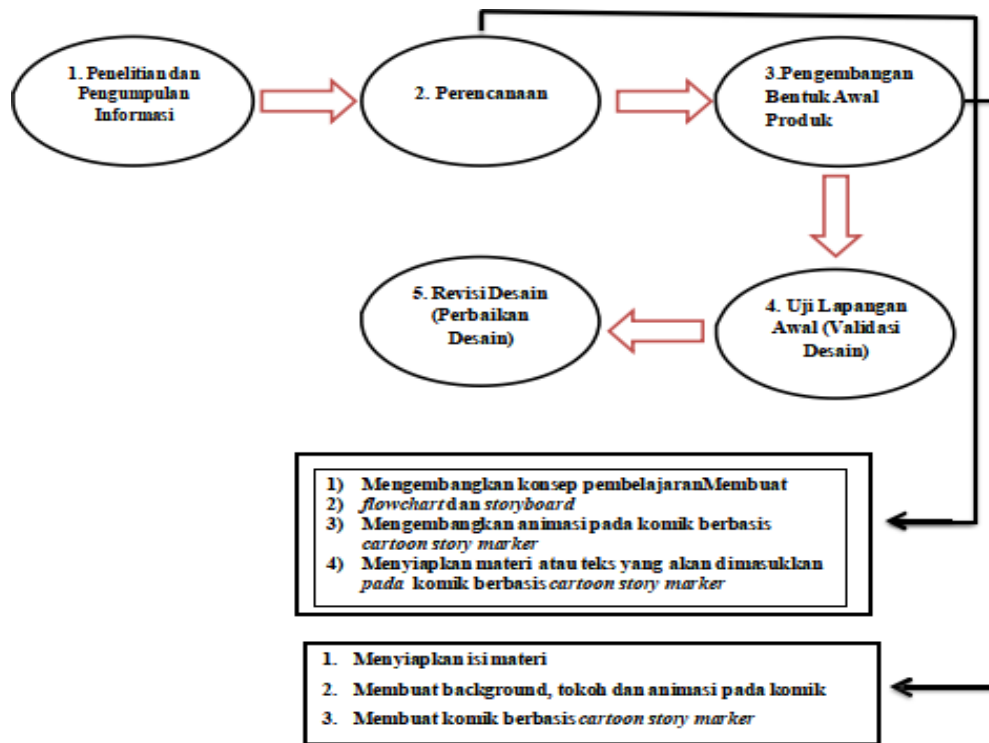 1. Penelitian dan
Pengumpulan
Informasi
2. Perencanaan
3.Pengembangan
Bentuk Awal
Produk
4. Uji Lapangan
Awal (Validasi
Desain)
5. Revisi Desain
(Perbaikan
Desain)
1) Mengembangkan konsep pembelajaranMembuat
2) flowchart dan storyboard
3) Mengembangkan animasi pada komik berbasis
cartoon story marker
4) Menyiapkan materi atau teks yang akan dimasukkan
pada komik berbasis cartoon story marker
1. Menyiapkan isi materi
2. Membuat background, tokoh dan animasi pada komik
3. Membuat komik berbasis cartoon story marker